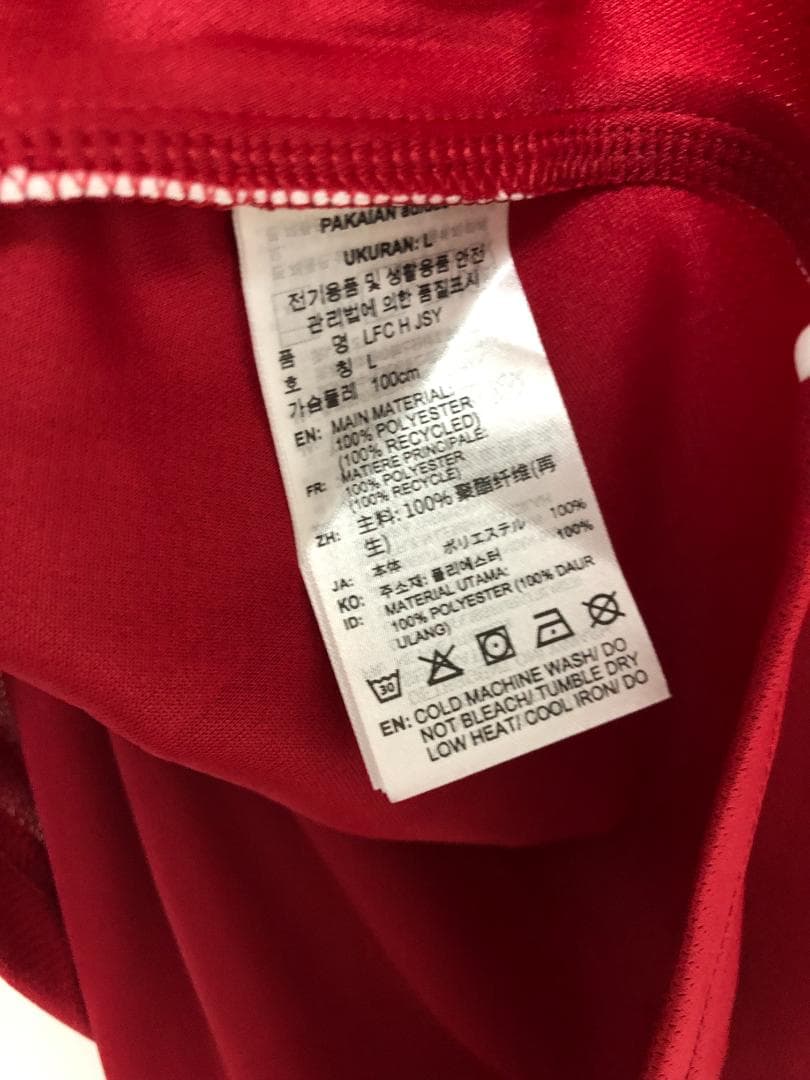 PAKAIAN adidas
UKURAN: L
전기용품 및 생활용품 안전
관리법에 의한 품질표시
품 명 LFC H JSY
호 칭 L
가슴둘레 100cm
EN: MAIN MATERIAL:
100% POLYESTER
(100% RECYCLED)
FR: MATIERE PRINCIPALE:
100% POLYESTER
(100% RECYCLE)
ZH: 主料: 100% 聚酯纤维(再
生)
JA: 本体 ポリエステル 100%
KO: 주소재: 폴리에스터 100%
ID: MATERIAL UTAMA:
100% POLYESTER (100% DAUR
ULANG)
30
EN: COLD MACHINE WASH/ DO
NOT BLEACH/ TUMBLE DRY
LOW HEAT/ COOL IRON/ DO